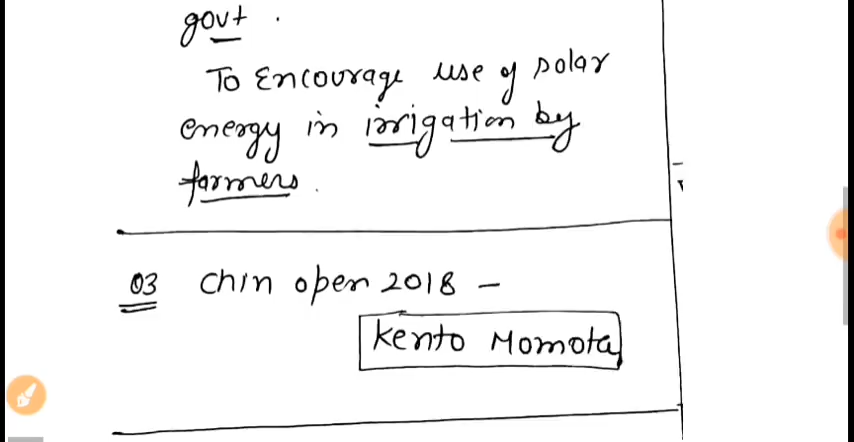 govt.
To Encourage use of solar
energy in irrigation by
farmers.
03 Chin open 2018 -
Kento Momota